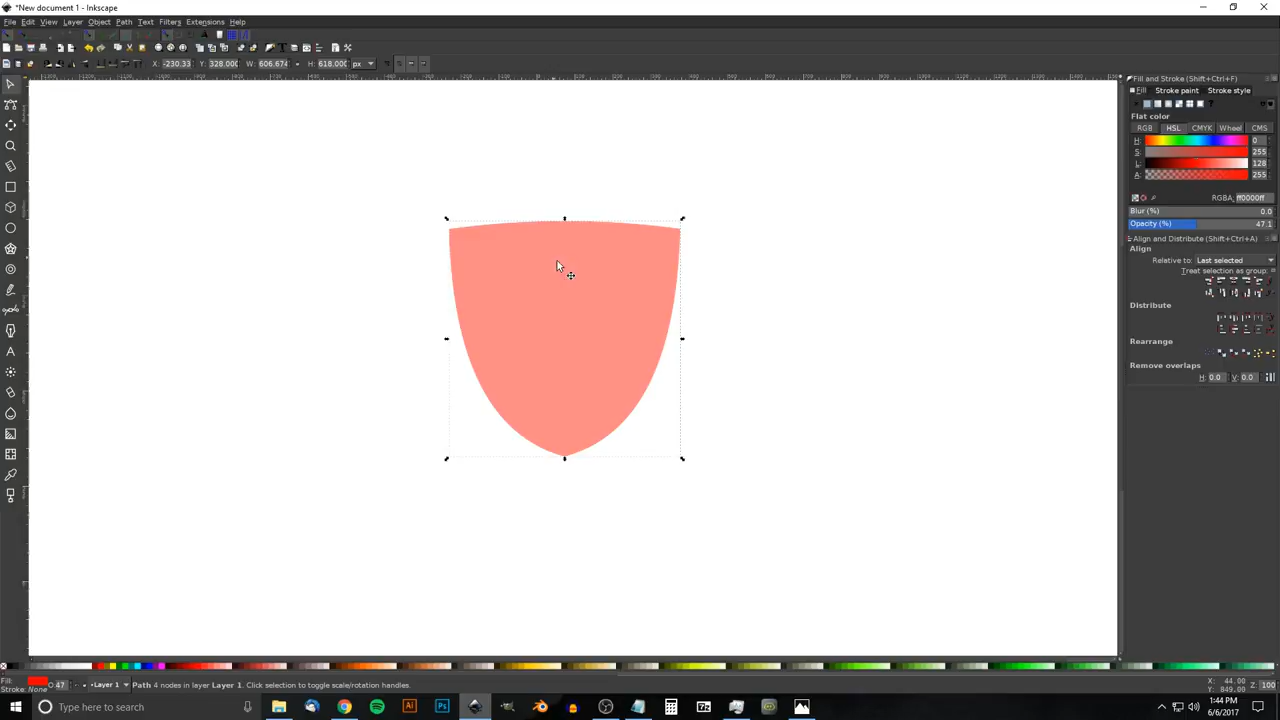 *New document 1 - Inkscape
File Edit View Layer Object Path Text Filters Extensions Help
X: -230.33 Y: 328.000 W: 606.674 H: 618.000 px
Fill and Stroke (Shift+Ctrl+F)
Fill Stroke paint Stroke style
Flat color
RGB HSL CMYK Wheel CMS
H: 0
S: 255
L: 128
A: 255
RGBA: ff0000ff
Blur (%) 0.0
Opacity (%) 47.1
Align and Distribute (Shift+Ctrl+A)
Align
Relative to: Last selected
Treat selection as group:
Distribute
Rearrange
Remove overlaps
H: 0.0 V: 0.0
Fill:
Stroke: None
O: 47
Layer 1
Path 4 nodes in layer Layer 1. Click selection to toggle scale/rotation handles.
X: 44.00
Y: 849.00
Z: 100
Type here to search
1:44 PM
6/6/2017